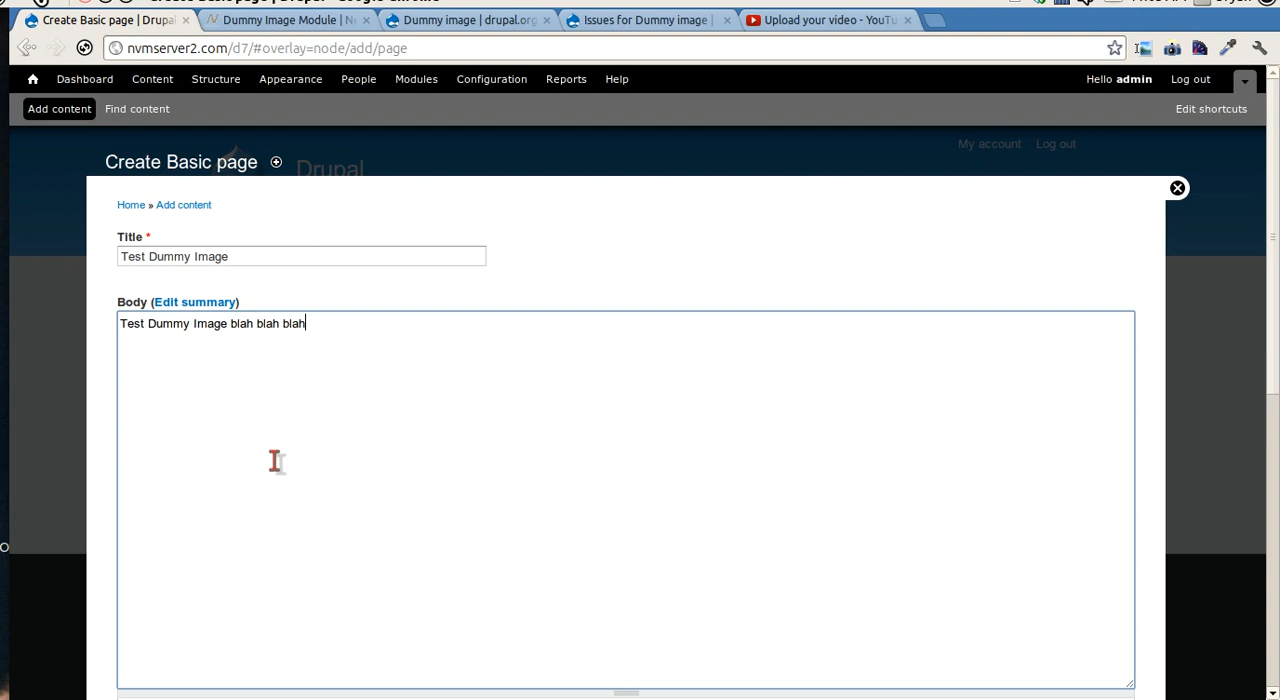 Create Basic page | Drupal
Dummy Image Module | Ne
Dummy image | drupal.org
Issues for Dummy image |
Upload your video - YouTu
nvmserver2.com/d7/#overlay=node/add/page
Dashboard Content Structure Appearance People Modules Configuration Reports Help
Hello admin Log out
Add content Find content
Edit shortcuts
My account Log out
Create Basic page
Drupal
Home » Add content
Title *
Test Dummy Image
Body (Edit summary)
Test Dummy Image blah blah blah